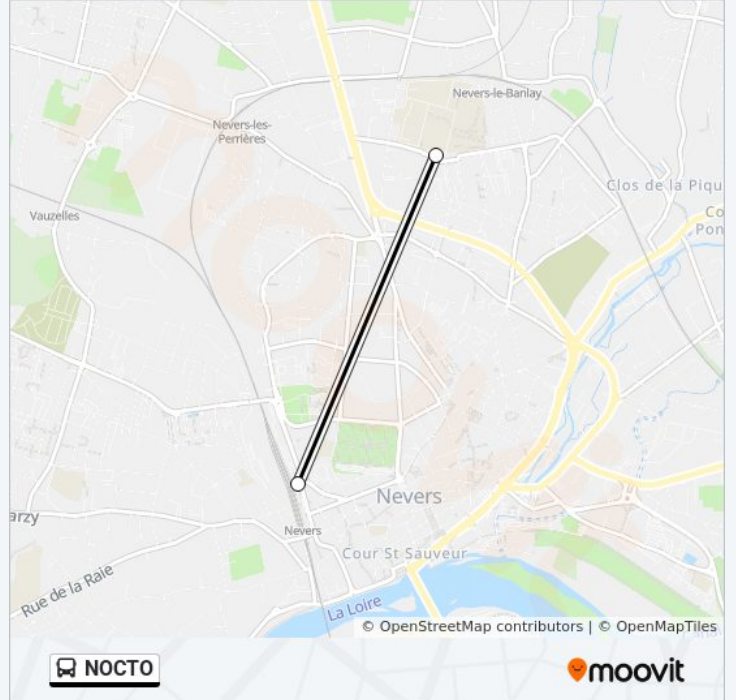 Nevers-le-Banlay
Nevers-les-
Perrières
Clos de la Piqu
Vauzelles
Co
Pon
Nevers
arzy
Nevers
Cour St Sauveur
Rue de la Raie
La Loire
© OpenStreetMap contributors | © OpenMapTiles
NOCTO
moovit